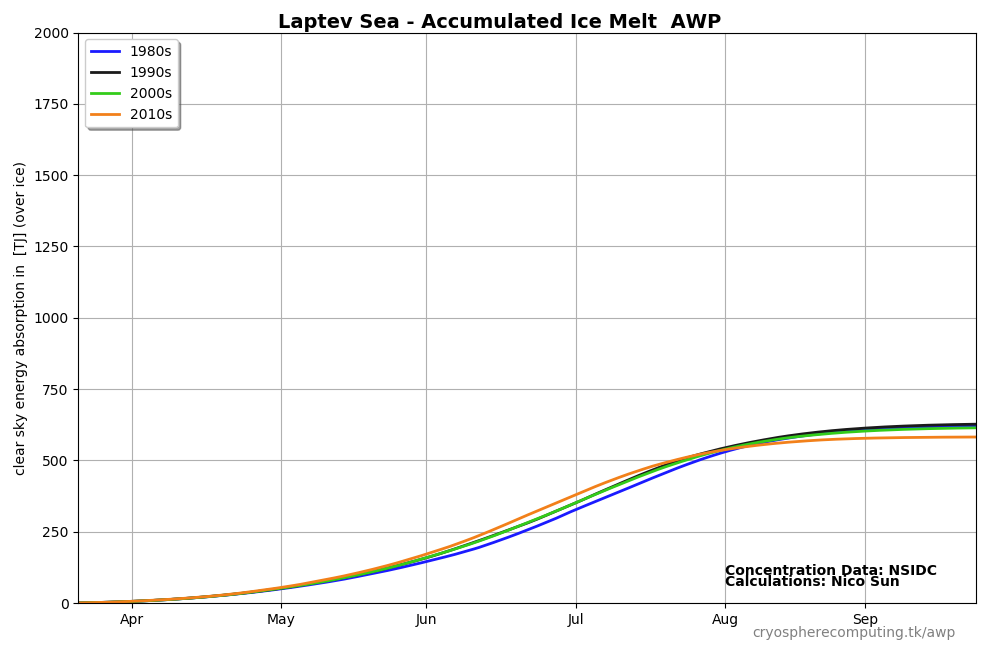 Laptev Sea - Accumulated Ice Melt  AWP
2000
1750
1500
1250
1000
750
500
250
0
clear sky energy absorption in  [TJ] (over ice)
1980s
1990s
2000s
2010s
Concentration Data: NSIDC
Calculations: Nico Sun
Apr May Jun Jul Aug Sep
cryospherecomputing.tk/awp